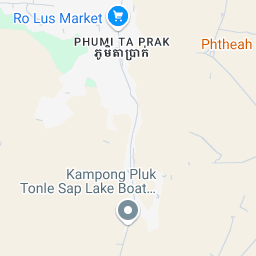 Ro Lus Market
PHUMI TA PRAK
ភូមិតាប្រាក់
Phtheah
Kampong Pluk
Tonle Sap Lake Boat...